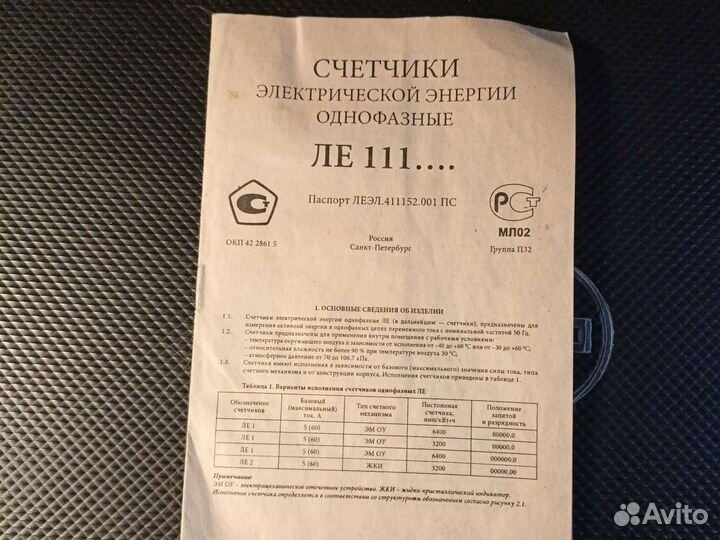 СЧЕТЧИКИ
ЭЛЕКТРИЧЕСКОЙ ЭНЕРГИИ
ОДНОФАЗНЫЕ
ЛЕ 111....
Паспорт ЛЕЭЛ.411152.001 ПС
С т
РСТ
МЛ02
ОКП 42 2861 5
Россия
Санкт-Петербург
Группа П32
1. ОСНОВНЫЕ СВЕДЕНИЯ ОБ ИЗДЕЛИИ
1.1. Счетчики электрической энергии однофазные ЛЕ (в дальнейшем — счетчики), предназначены для
измерения активной энергии в однофазных цепях переменного тока с номинальной частотой 50 Гц.
1.2. Счетчики предназначены для применения внутри помещения с рабочими условиями:
– температура окружающего воздуха в зависимости от исполнения от –40 до +60 °С или от –30 до +60 °С;
– относительная влажность не более 90 % при температуре воздуха 30 °С;
– атмосферное давление от 70 до 106,7 кПа.
1.3. Счетчики имеют исполнения в зависимости от базового (максимального) значения силы тока, типа
счетного механизма и от конструкции корпуса. Исполнения счетчиков приведены в таблице 1.
Таблица 1. Варианты исполнения счетчиков однофазных ЛЕ
Обозначение счетчиков | Базовый (максимальный) ток, А | Тип счетного механизма | Постоянная счетчика, имп/кВт•ч | Положение запятой и разрядность
ЛЕ 1 | 5 (60) | ЭМ ОУ | 6400 | 00000,0
ЛЕ 1 | 5 (60) | ЭМ ОУ | 3200 | 00000,0
ЛЕ 1 | 5 (60) | ЭМ ОУ | 6400 | 000000,0
ЛЕ 2 | 5 (60) | ЖКИ | 3200 | 00000,00
Примечание:
ЭМ ОУ – электромеханическое отсчетное устройство. ЖКИ – жидко-кристаллический индикатор.
Исполнение счетчика определяется в соответствии со структурным обозначением согласно рисунку 2.1.
Avito